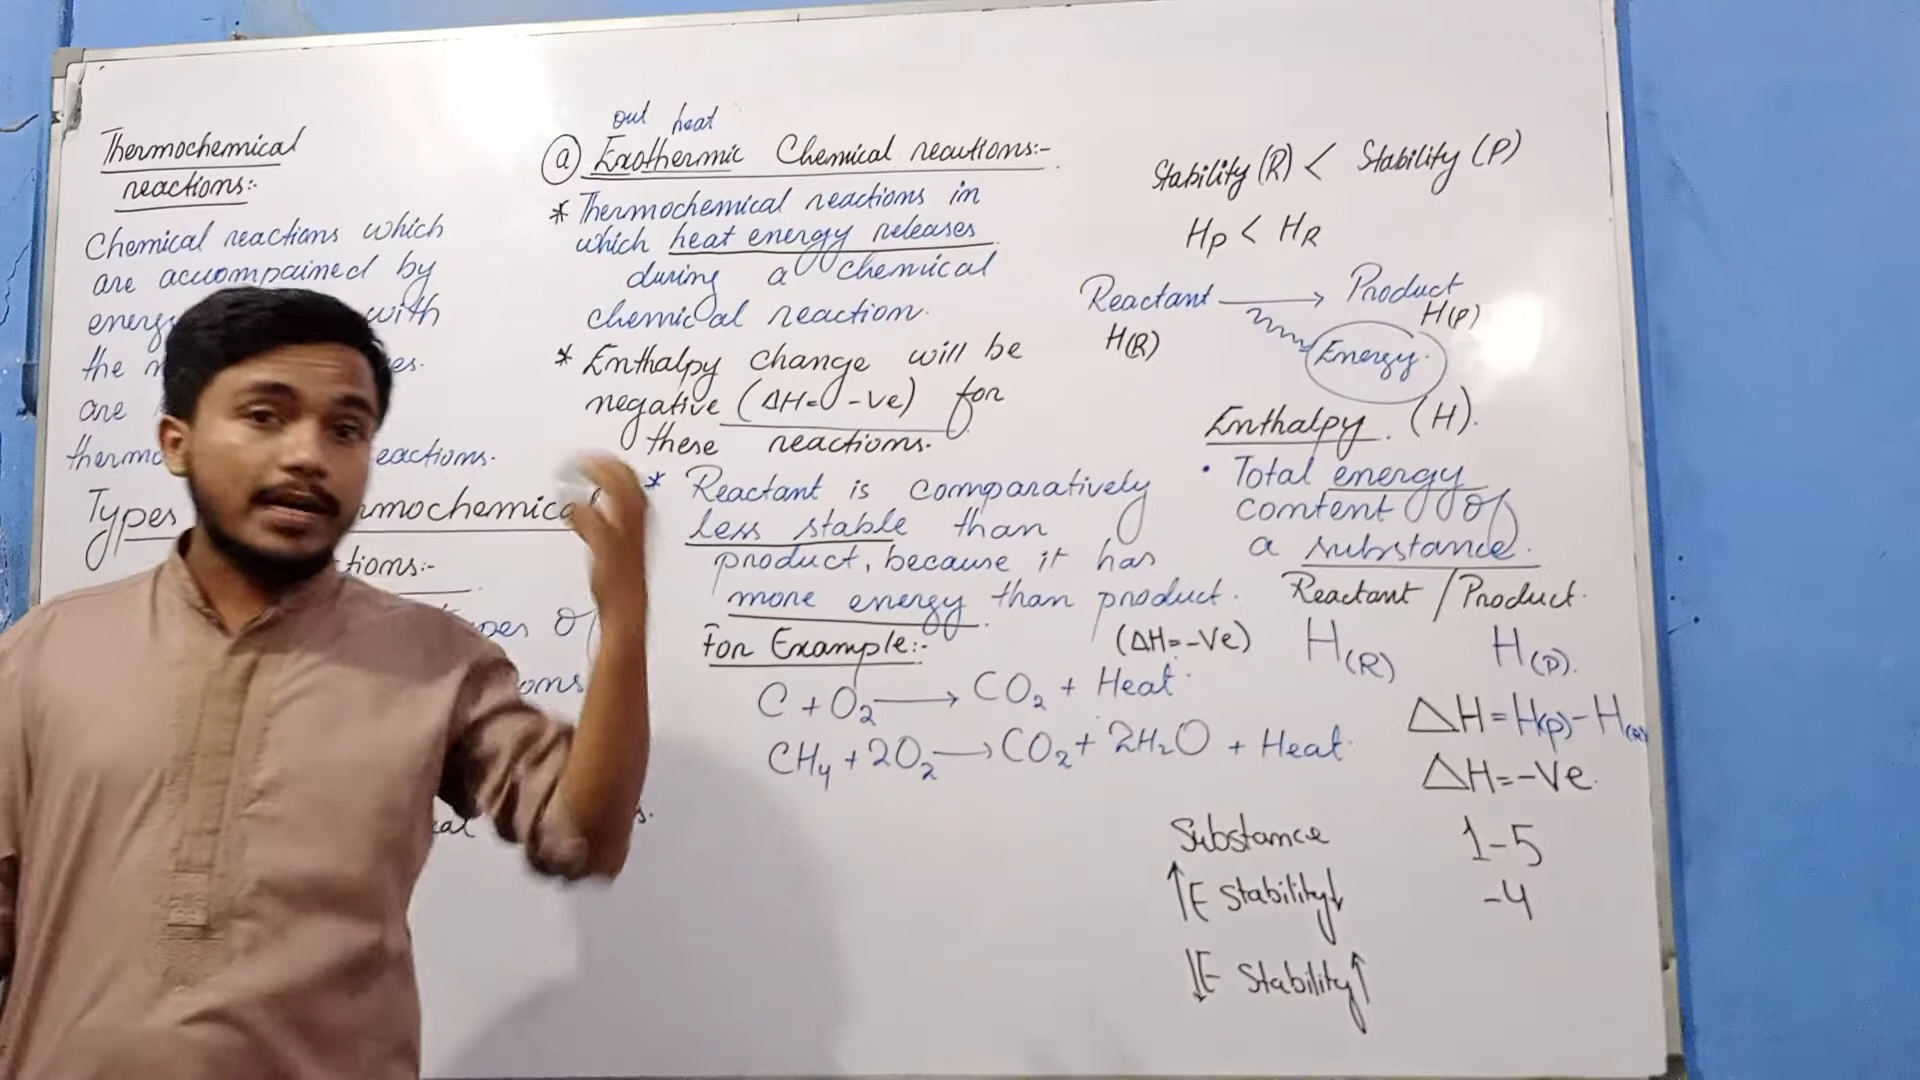 Thermochemical
reactions:-
Chemical reactions which
are accompained by
with
the
are
eactions.
Types mochemica
tions:-
out heat
(a) Exothermic Chemical reactions:-
* Thermochemical reactions in
which heat energy releases
during a chemical
chemical reaction.
* Enthalpy change will be
negative (ΔH= -Ve) for
these reactions.
* Reactant is comparatively
less stable than
product, because it has
more energy than product.
For Example:-
(ΔH=-Ve)
C + O₂ → CO₂ + Heat.
CH₄ + 2O₂ → CO₂ + 2H₂O + Heat.
Stability (R) < Stability (P)
Hp < HR
Reactant → Product
H(R) H(P)
Energy.
Enthalpy. (H).
• Total energy
content of
a substance.
Reactant / Product.
H(R) H(P).
ΔH = H(P) - H(R)
ΔH = -Ve.
Substance 1-5
↑E Stability↓ -4
↓E Stability↑